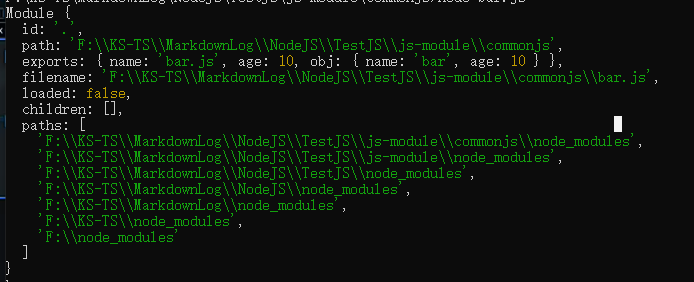 Module {
  id: '.',
  path: 'F:\\KS-TS\\MarkdownLog\\NodeJS\\TestJS\\js-module\\commonjs',
  exports: { name: 'bar.js', age: 10, obj: { name: 'bar', age: 10 } },
  filename: 'F:\\KS-TS\\MarkdownLog\\NodeJS\\TestJS\\js-module\\commonjs\\bar.js',
  loaded: false,
  children: [],
  paths: [
    'F:\\KS-TS\\MarkdownLog\\NodeJS\\TestJS\\js-module\\commonjs\\node_modules',
    'F:\\KS-TS\\MarkdownLog\\NodeJS\\TestJS\\js-module\\node_modules',
    'F:\\KS-TS\\MarkdownLog\\NodeJS\\TestJS\\node_modules',
    'F:\\KS-TS\\MarkdownLog\\NodeJS\\node_modules',
    'F:\\KS-TS\\MarkdownLog\\node_modules',
    'F:\\KS-TS\\node_modules',
    'F:\\node_modules'
  ]
}